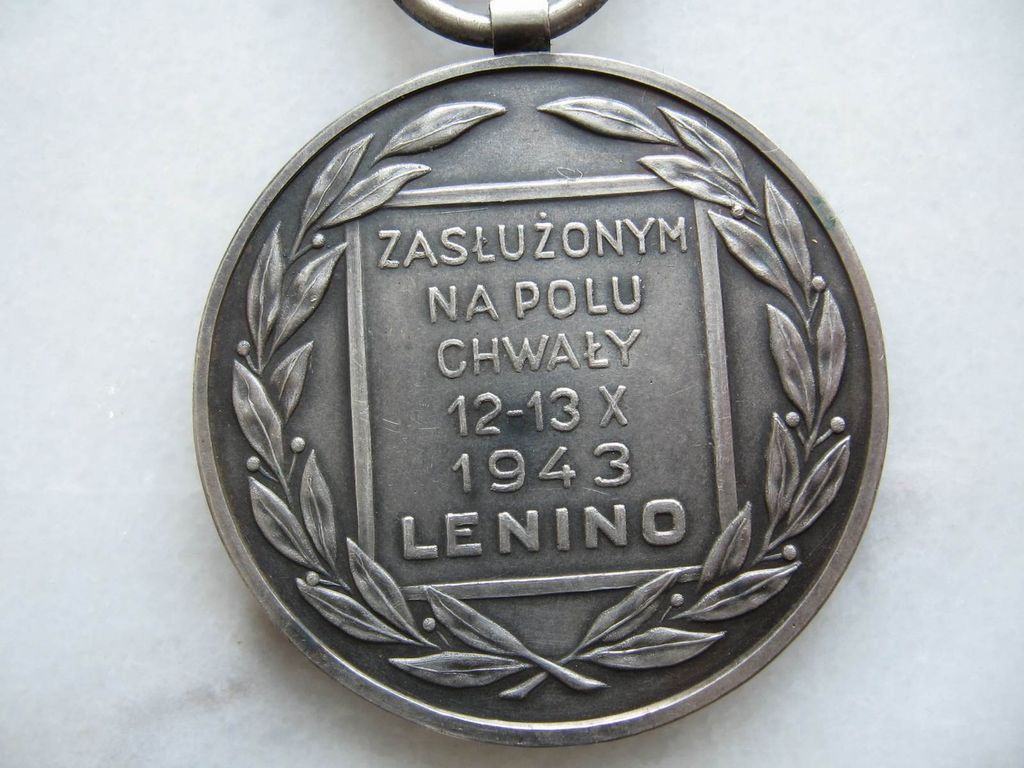 ZASŁUŻONYM
NA POLU
CHWAŁY
12-13 X
1943
LENINO